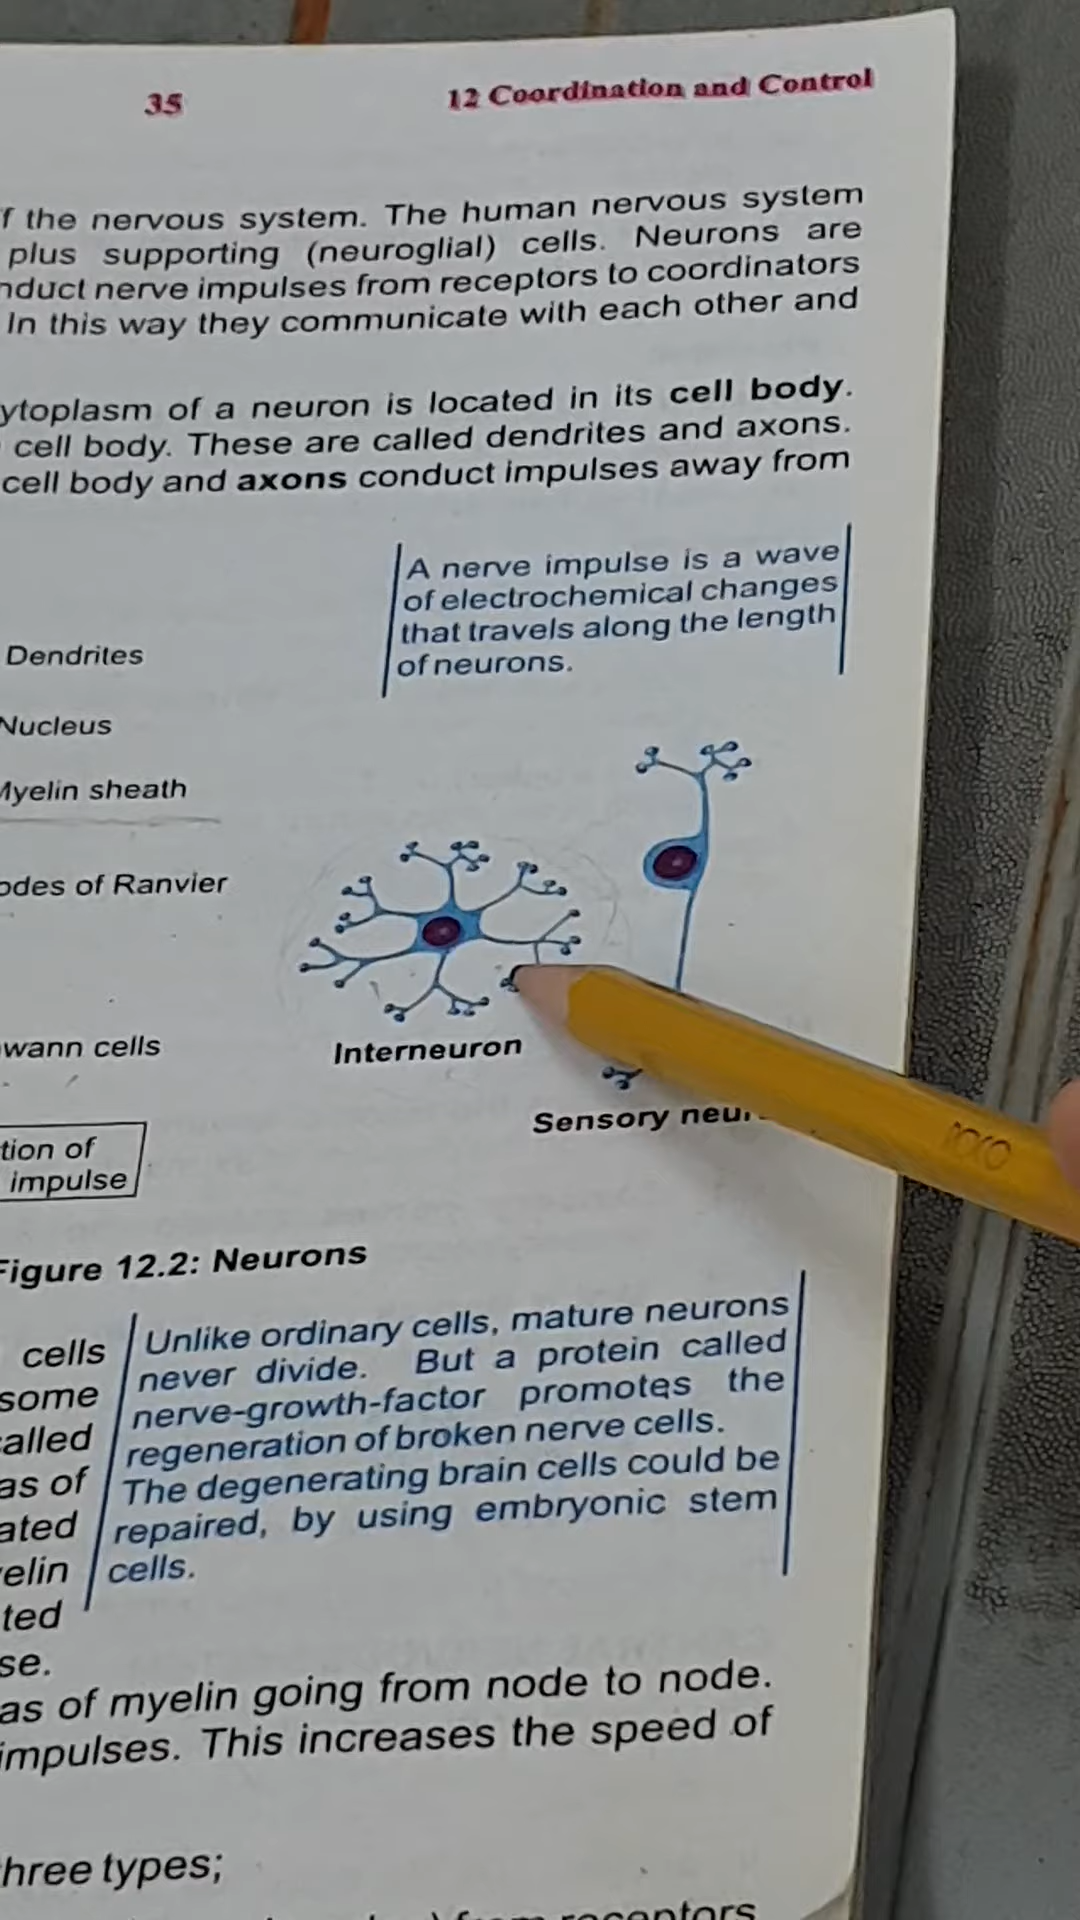 35
12 Coordination and Control
f the nervous system. The human nervous system
plus supporting (neuroglial) cells. Neurons are
nduct nerve impulses from receptors to coordinators
In this way they communicate with each other and
ytoplasm of a neuron is located in its cell body.
cell body. These are called dendrites and axons.
cell body and axons conduct impulses away from
A nerve impulse is a wave
of electrochemical changes
that travels along the length
of neurons.
Dendrites
Nucleus
Myelin sheath
odes of Ranvier
wann cells
Interneuron
Sensory neur
tion of
impulse
Figure 12.2: Neurons
cells
some
alled
as of
ated
elin
ted
se.
Unlike ordinary cells, mature neurons
never divide. But a protein called
nerve-growth-factor promotes the
regeneration of broken nerve cells.
The degenerating brain cells could be
repaired, by using embryonic stem
cells.
as of myelin going from node to node.
impulses. This increases the speed of
hree types;
from receptors